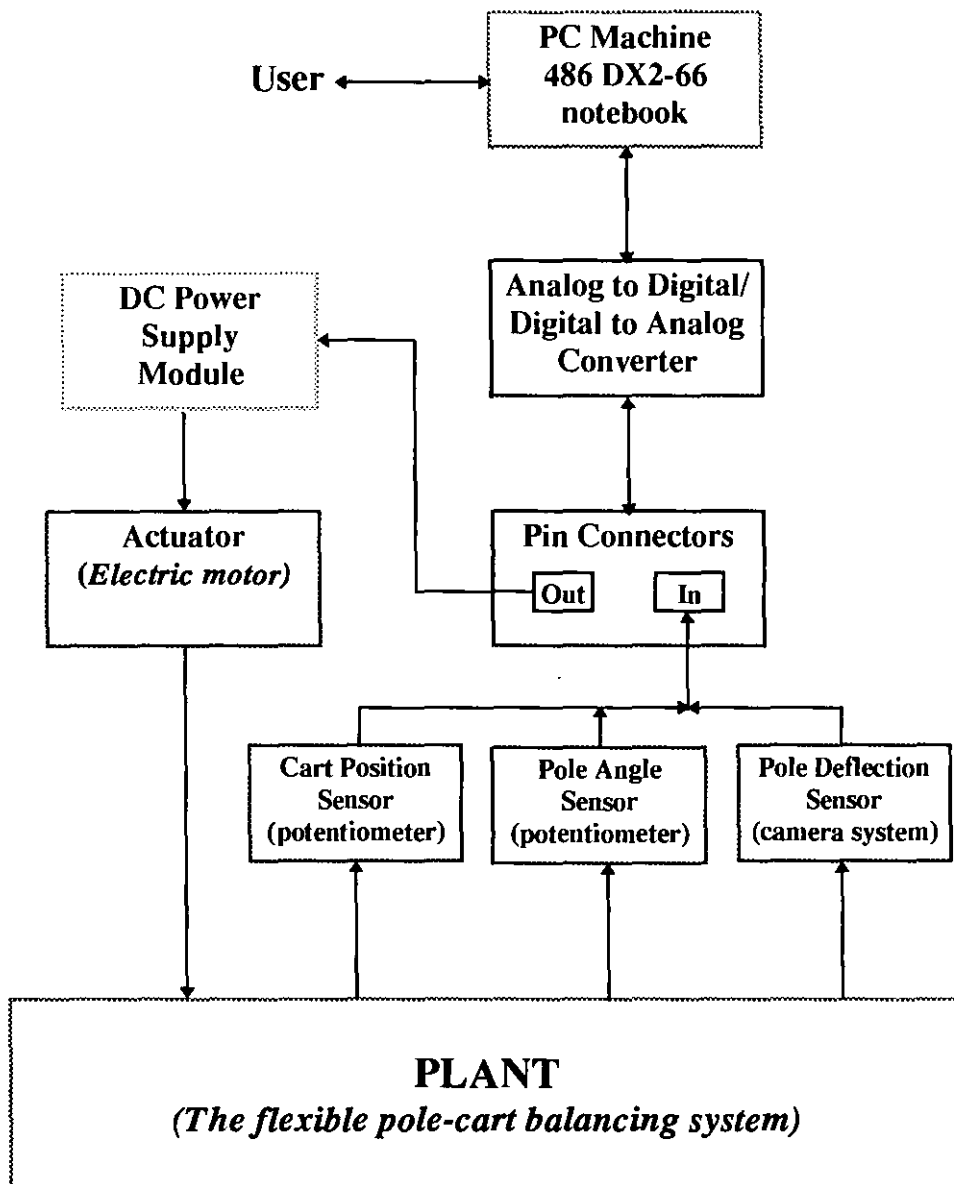 PC Machine
486 DX2-66
notebook
User
Analog to Digital/
Digital to Analog
Converter
DC Power
Supply
Module
Actuator
(Electric motor)
Pin Connectors
Out
In
Cart Position
Sensor
(potentiometer)
Pole Angle
Sensor
(potentiometer)
Pole Deflection
Sensor
(camera system)
PLANT
(The flexible pole-cart balancing system)